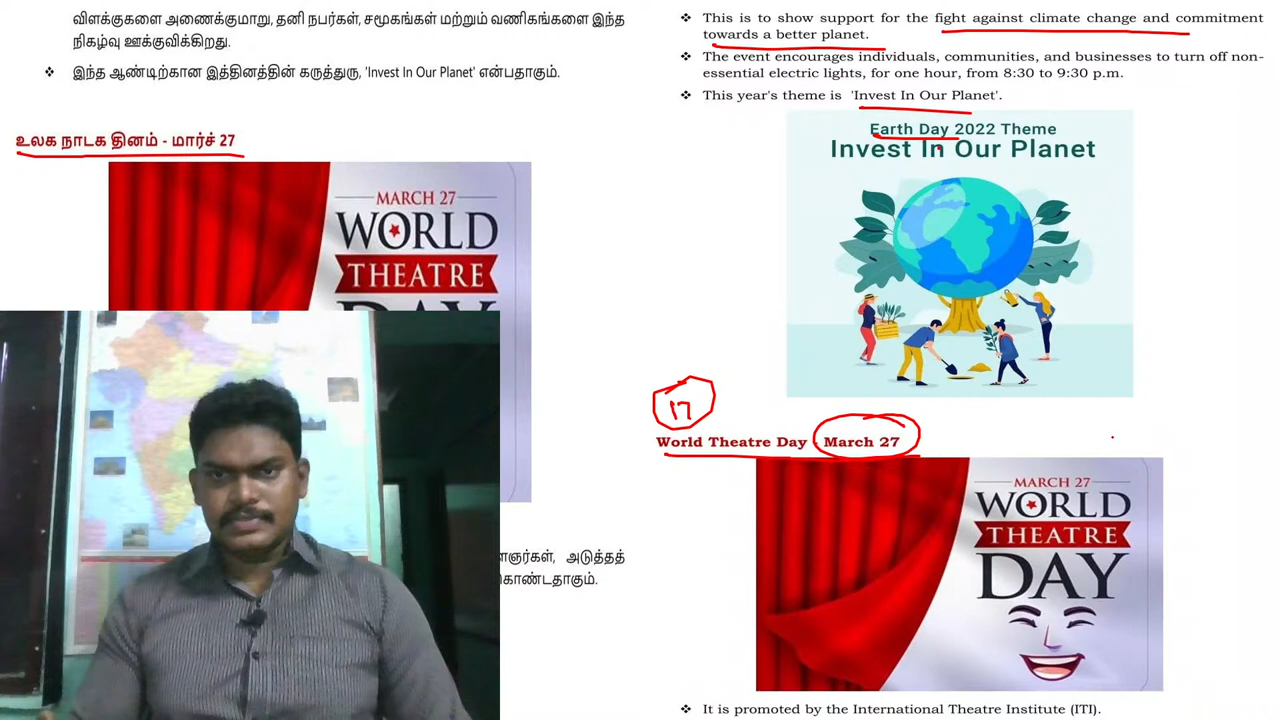 விளக்குகளை அணைக்குமாறு, தனி நபர்கள், சமூகங்கள் மற்றும் வணிகங்களை இந்த
நிகழ்வு ஊக்குவிக்கிறது.
❖ இந்த ஆண்டிற்கான இத்தினத்தின் கருத்துரு, 'Invest In Our Planet' என்பதாகும்.
உலக நாடக தினம் - மார்ச் 27
MARCH 27
WORLD
THEATRE
DAY
ளஞர்கள், அடுத்தத்
கொண்டதாகும்.
❖ This is to show support for the fight against climate change and commitment
towards a better planet.
❖ The event encourages individuals, communities, and businesses to turn off non-
essential electric lights, for one hour, from 8:30 to 9:30 p.m.
❖ This year's theme is 'Invest In Our Planet'.
Earth Day 2022 Theme
Invest In Our Planet
17
World Theatre Day - March 27
MARCH 27
WORLD
THEATRE
DAY
❖ It is promoted by the International Theatre Institute (ITI).